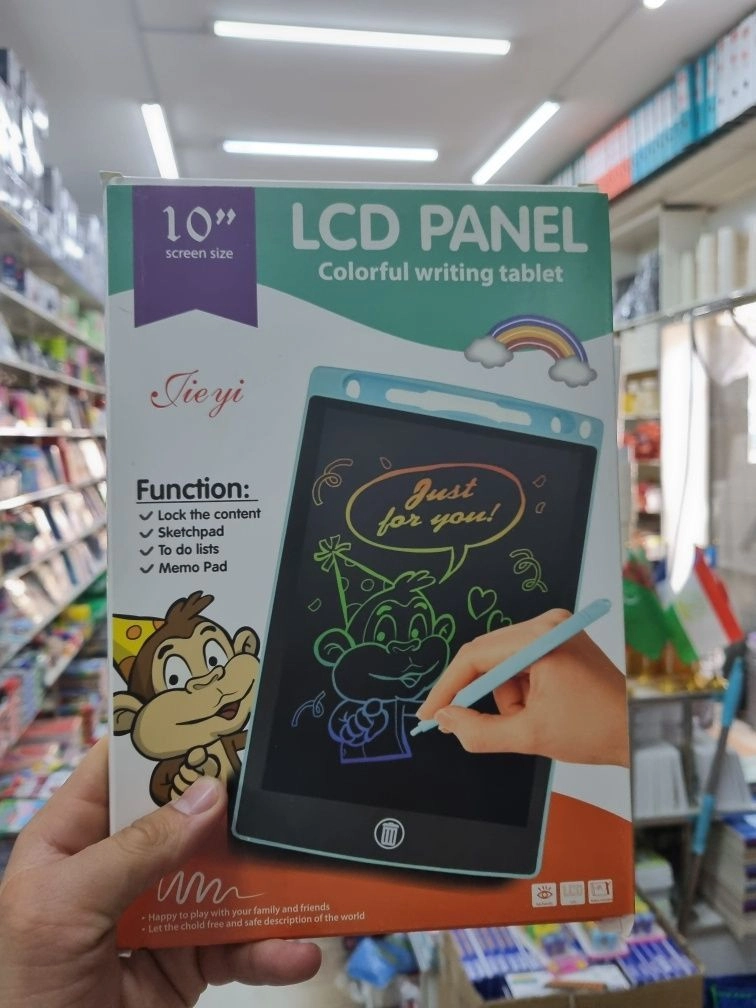 10”
screen size
LCD PANEL
Colorful writing tablet
Jieyi
Function:
Lock the content
Sketchpad
To do lists
Memo Pad
Just
for you!
• Happy to play with your family and friends
• Let the chold free and safe description of the world
LCD